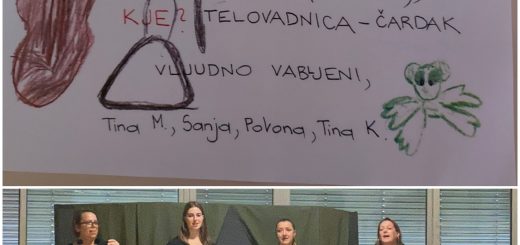 KJE? TELOVADNICA - ČARDAK
VLJUDNO VABLJENI,
Tina M., Sanja, Polona, Tina K.